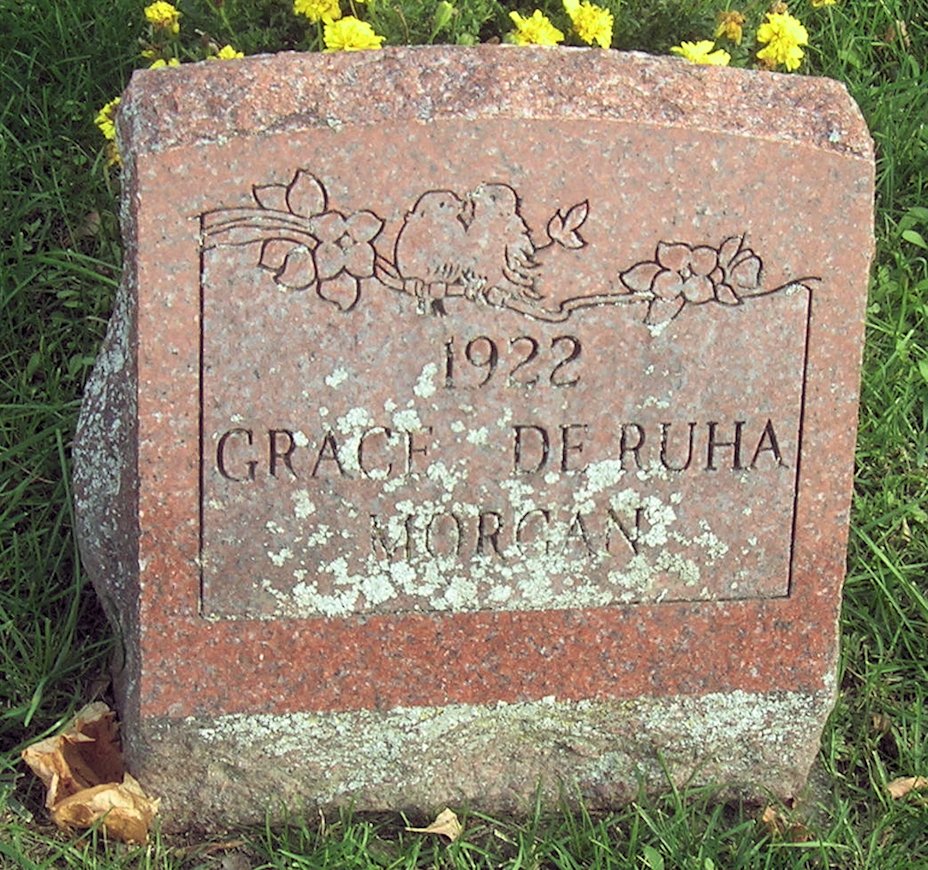 1922
GRACE DE RUHA
MORGAN